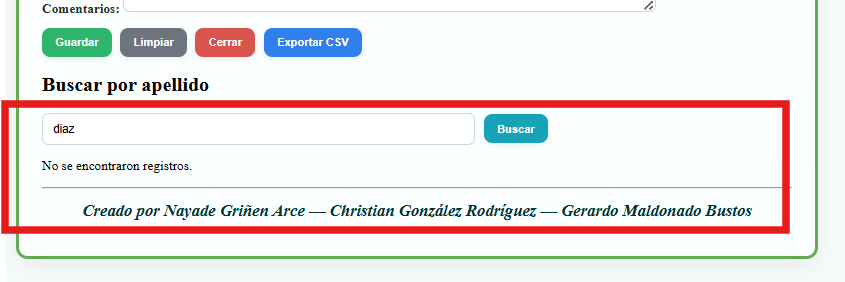 Comentarios:
Guardar Limpiar Cerrar Exportar CSV
Buscar por apellido
diaz Buscar
No se encontraron registros.
Creado por Nayade Griñen Arce — Christian González Rodríguez — Gerardo Maldonado Bustos